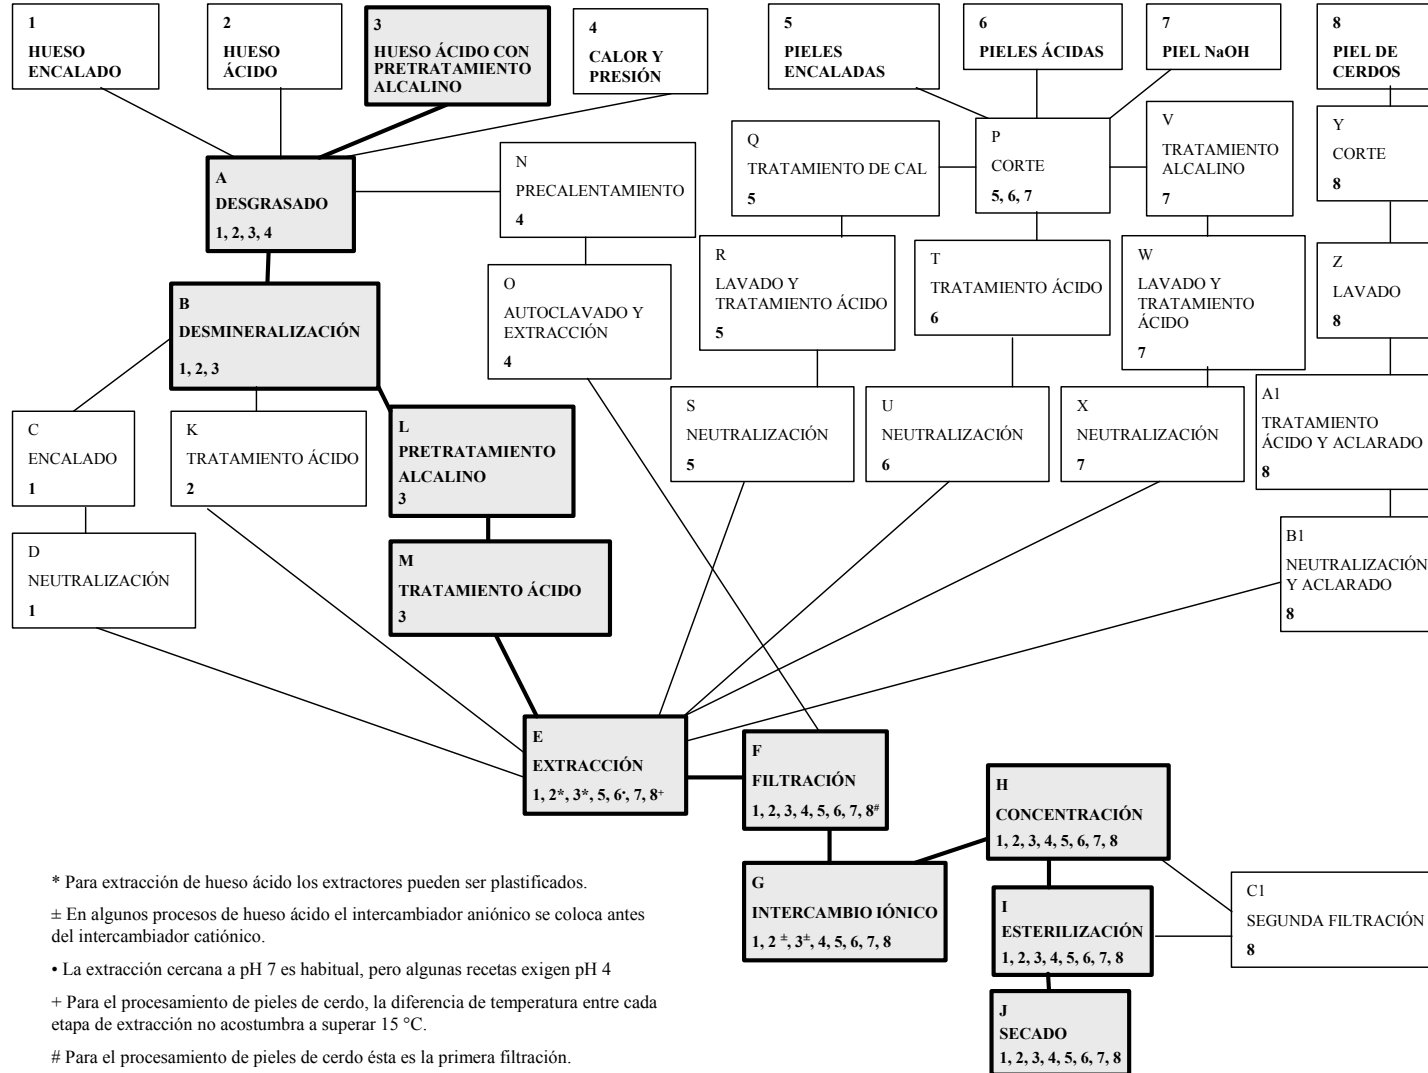 1
HUESO
ENCALADO
2
HUESO
ÁCIDO
3
HUESO ÁCIDO CON
PRETRATAMIENTO
ALCALINO
4
CALOR Y
PRESIÓN
5
PIELES
ENCALADAS
6
PIELES ÁCIDAS
7
PIEL NaOH
8
PIEL DE
CERDOS
A
DESGRASADO
1, 2, 3, 4
N
PRECALENTAMIENTO
4
Q
TRATAMIENTO DE CAL
5
P
CORTE
5, 6, 7
V
TRATAMIENTO
ALCALINO
7
Y
CORTE
8
B
DESMINERALIZACIÓN
1, 2, 3
O
AUTOCLAVADO Y
EXTRACCIÓN
4
R
LAVADO Y
TRATAMIENTO ÁCIDO
5
T
TRATAMIENTO ÁCIDO
6
W
LAVADO Y
TRATAMIENTO
ÁCIDO
7
Z
LAVADO
8
C
ENCALADO
1
K
TRATAMIENTO ÁCIDO
2
L
PRETRATAMIENTO
ALCALINO
3
S
NEUTRALIZACIÓN
5
U
NEUTRALIZACIÓN
6
X
NEUTRALIZACIÓN
7
A1
TRATAMIENTO
ÁCIDO Y ACLARADO
8
D
NEUTRALIZACIÓN
1
M
TRATAMIENTO ÁCIDO
3
B1
NEUTRALIZACIÓN
Y ACLARADO
8
E
EXTRACCIÓN
1, 2*, 3*, 5, 6•, 7, 8+
F
FILTRACIÓN
1, 2, 3, 4, 5, 6, 7, 8#
H
CONCENTRACIÓN
1, 2, 3, 4, 5, 6, 7, 8
G
INTERCAMBIO IÓNICO
1, 2 ±, 3±, 4, 5, 6, 7, 8
I
ESTERILIZACIÓN
1, 2, 3, 4, 5, 6, 7, 8
C1
SEGUNDA FILTRACIÓN
8
J
SECADO
1, 2, 3, 4, 5, 6, 7, 8
* Para extracción de hueso ácido los extractores pueden ser plastificados.
± En algunos procesos de hueso ácido el intercambiador aniónico se coloca antes
del intercambiador catiónico.
• La extracción cercana a pH 7 es habitual, pero algunas recetas exigen pH 4
+ Para el procesamiento de pieles de cerdo, la diferencia de temperatura entre cada
etapa de extracción no acostumbra a superar 15 °C.
# Para el procesamiento de pieles de cerdo ésta es la primera filtración.